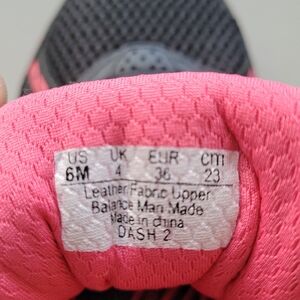 US UK EUR cm
6M 4 36 23
Leather/Fabric Upper
Balance Man Made
Made in china
DASH 2